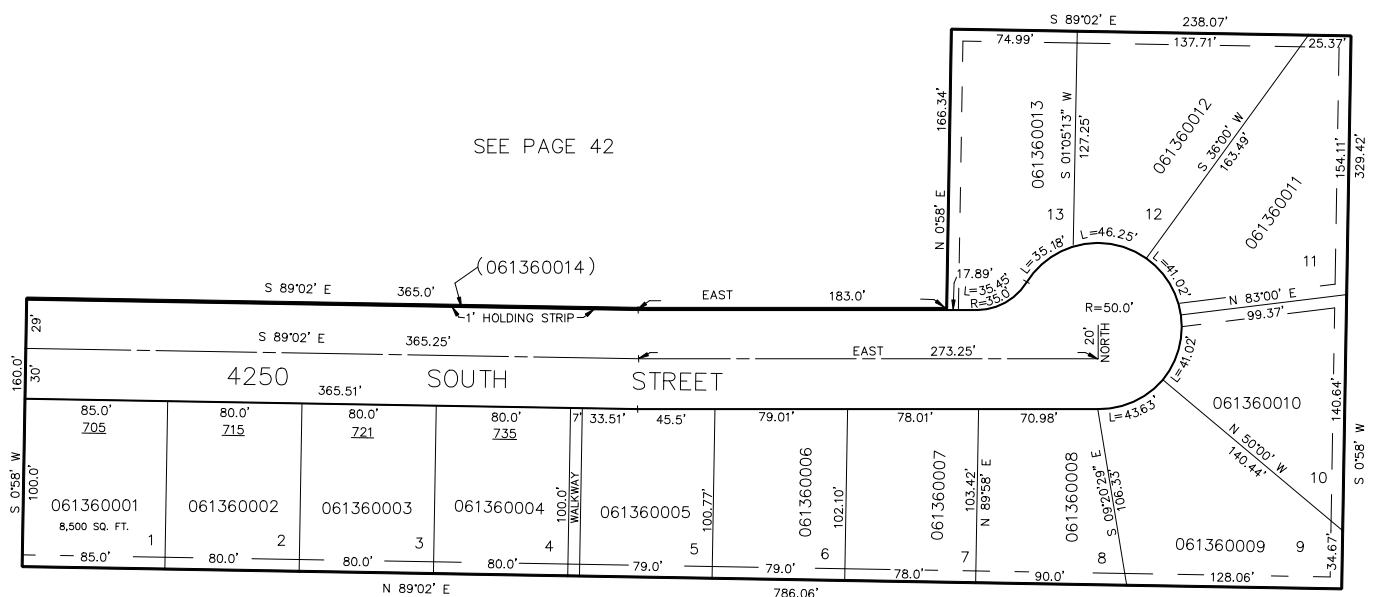 S 89°02' E 238.07'
74.99' 137.71' 25.37'
166.34'
N 0°58' E
061360013
S 01°05'13" W
127.25'
061360012
S 36°00' W
163.49'
061360011
154.11'
329.42'
SEE PAGE 42
13 12 11
L=35.18' L=46.25' L=41.02'
(061360014)
17.89'
L=35.45'
R=35.0'
S 89°02' E 365.0' EAST 183.0'
1' HOLDING STRIP
R=50.0'
N 83°00' E
99.37'
29'
S 89°02' E 365.25' EAST 273.25'
20'
NORTH
L=41.02'
160.0'
30'
4250 SOUTH STREET
365.51'
L=43.63'
061360010
140.64'
85.0' 80.0' 80.0' 80.0' 7' 33.51' 45.5' 79.01' 78.01' 70.98'
705 715 721 735
N 50°00' W
140.44'
S 0°58' W
S 0°58' W
100.0'
061360001 061360002 061360003 061360004
8,500 SQ. FT.
100.0'
WALKWAY
061360005
100.77'
061360006
102.10'
061360007
103.42'
N 89°58' E
061360008
S 09°20'29" E
106.33'
061360009
34.67'
1 2 3 4 5 6 7 8 9 10
85.0' 80.0' 80.0' 80.0' 79.0' 79.0' 78.0' 90.0' 128.06'
N 89°02' E 786.06'